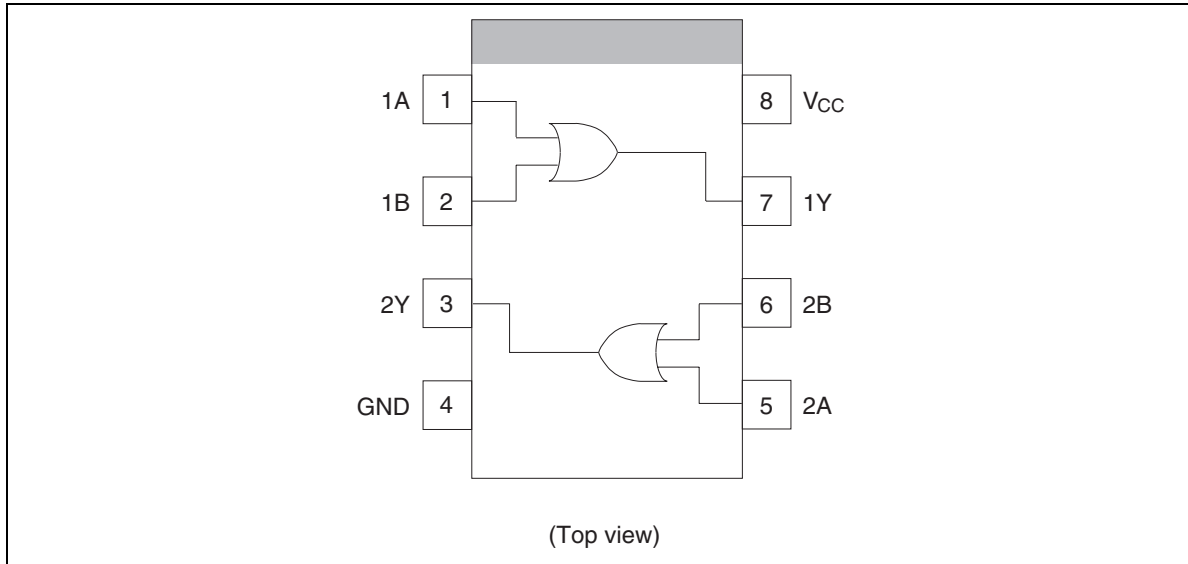 1A 1 8 VCC
1B 2 7 1Y
2Y 3 6 2B
GND 4 5 2A
(Top view)